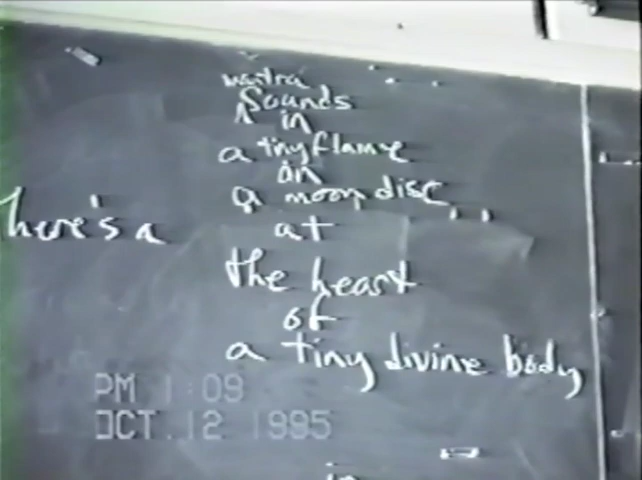 mantra
^ Sounds
in
a tiny flame
on
a moon disc
here's a
at
the heart
of
a tiny divine body
in
PM 1:09
OCT.12 1995